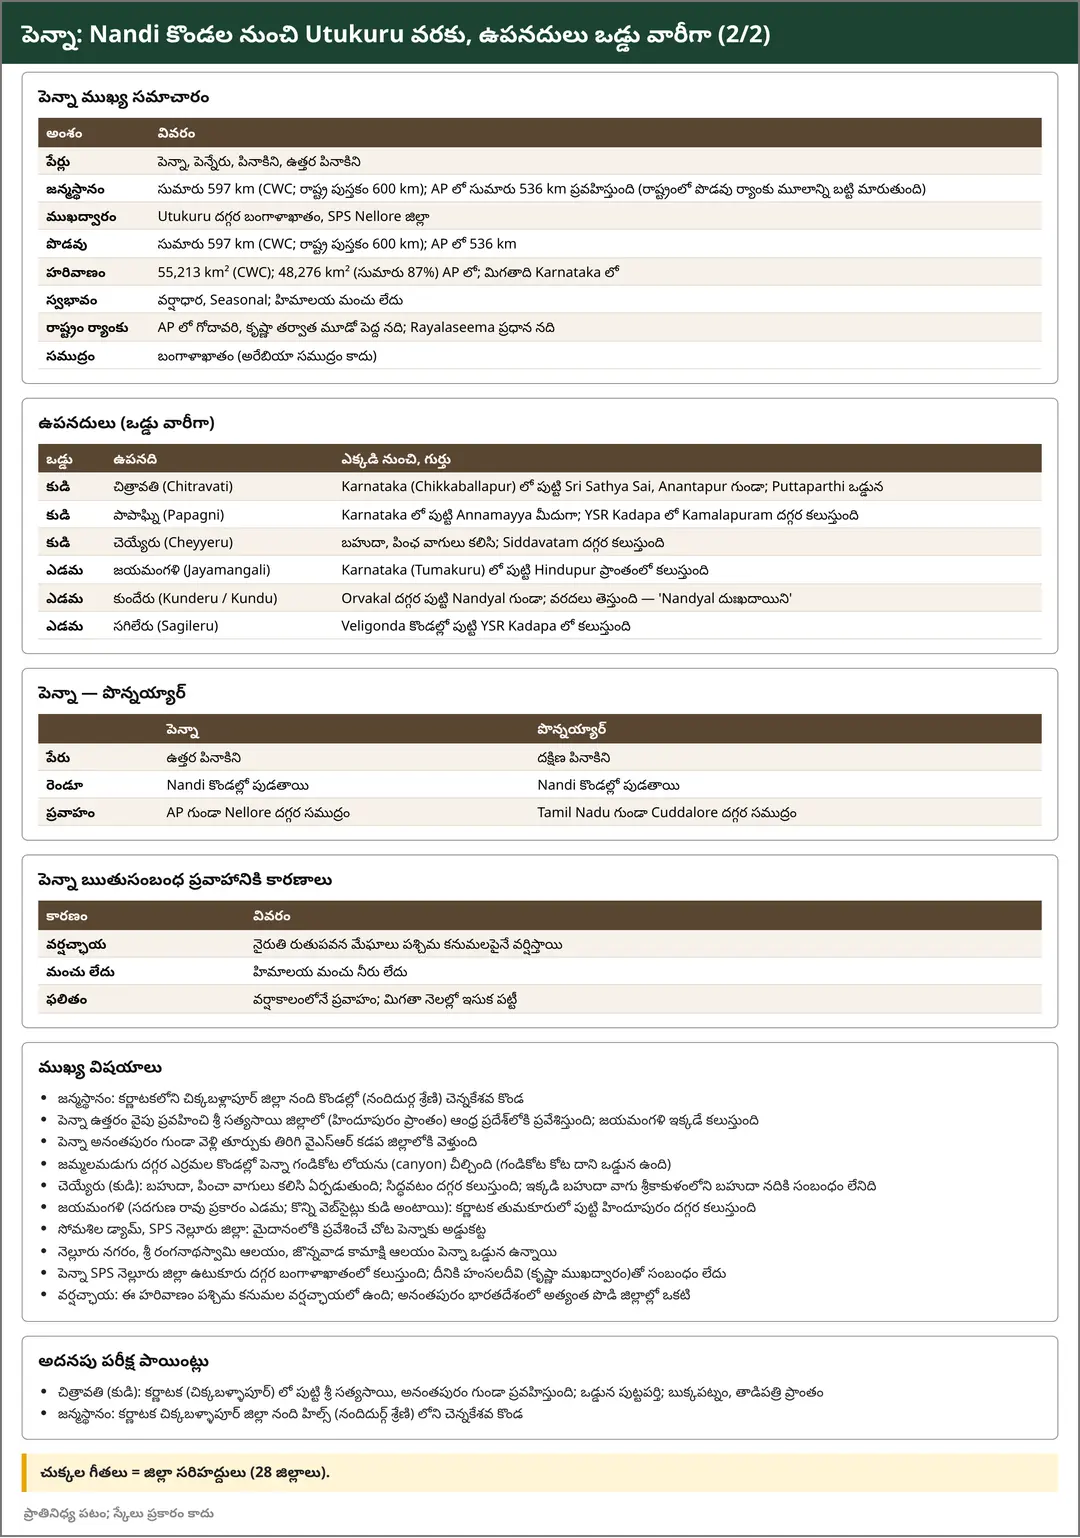 పెన్నా: Nandi కొండల నుంచి Utukuru వరకు, ఉపనదులు ఒడ్డు వారీగా (2/2)
పెన్నా ముఖ్య సమాచారం
అంశం వివరం
పేర్లు పెన్నా, పెన్నేరు, పినాకిని, ఉత్తర పినాకిని
జన్మస్థానం సుమారు 597 km (CWC; రాష్ట్ర పుస్తకం 600 km); AP లో సుమారు 536 km ప్రవహిస్తుంది (రాష్ట్రంలో పొడవు ర్యాంకు మూలాన్ని బట్టి మారుతుంది)
ముఖద్వారం Utukuru దగ్గర బంగాళాఖాతం, SPS Nellore జిల్లా
పొడవు సుమారు 597 km (CWC; రాష్ట్ర పుస్తకం 600 km); AP లో 536 km
హరివాణం 55,213 km² (CWC); 48,276 km² (సుమారు 87%) AP లో; మిగతాది Karnataka లో
స్వభావం వర్షాధార, Seasonal; హిమాలయ మంచు లేదు
రాష్ట్రం ర్యాంకు AP లో గోదావరి, కృష్ణా తర్వాత మూడో పెద్ద నది; Rayalaseema ప్రధాన నది
సముద్రం బంగాళాఖాతం (అరేబియా సముద్రం కాదు)
ఉపనదులు (ఒడ్డు వారీగా)
ఒడ్డు ఉపనది ఎక్కడి నుంచి, గుర్తు
కుడి చిత్రావతి (Chitravati) Karnataka (Chikkaballapur) లో పుట్టి Sri Sathya Sai, Anantapur గుండా; Puttaparthi ఒడ్డున
కుడి పాపాఘ్ని (Papagni) Karnataka లో పుట్టి Annamayya మీదుగా; YSR Kadapa లో Kamalapuram దగ్గర కలుస్తుంది
కుడి చెయ్యేరు (Cheyyeru) బహుదా, పింఛ వాగులు కలిసి; Siddavatam దగ్గర కలుస్తుంది
ఎడమ జయమంగళి (Jayamangali) Karnataka (Tumakuru) లో పుట్టి Hindupur ప్రాంతంలో కలుస్తుంది
ఎడమ కుందేరు (Kunderu / Kundu) Orvakal దగ్గర పుట్టి Nandyal గుండా; వరదలు తెస్తుంది — 'Nandyal దుఃఖదాయిని'
ఎడమ సగిలేరు (Sagileru) Veligonda కొండల్లో పుట్టి YSR Kadapa లో కలుస్తుంది
పెన్నా — పొన్నయ్యార్
పెన్నా పొన్నయ్యార్
పేరు ఉత్తర పినాకిని దక్షిణ పినాకిని
రెండూ Nandi కొండల్లో పుడతాయి Nandi కొండల్లో పుడతాయి
ప్రవాహం AP గుండా Nellore దగ్గర సముద్రం Tamil Nadu గుండా Cuddalore దగ్గర సముద్రం
పెన్నా ఋతుసంబంధ ప్రవాహానికి కారణాలు
కారణం వివరం
వర్షచ్ఛాయ నైరుతి రుతుపవన మేఘాలు పశ్చిమ కనుమలపైనే వర్షిస్తాయి
మంచు లేదు హిమాలయ మంచు నీరు లేదు
ఫలితం వర్షాకాలంలోనే ప్రవాహం; మిగతా నెలల్లో ఇసుక పట్టీ
ముఖ్య విషయాలు
• జన్మస్థానం: కర్ణాటకలోని చిక్కబళ్లాపూర్ జిల్లా నంది కొండల్లో (నందిదుర్గ శ్రేణి) చెన్నకేశవ కొండ
• పెన్నా ఉత్తరం వైపు ప్రవహించి శ్రీ సత్యసాయి జిల్లాలో (హిందూపురం ప్రాంతం) ఆంధ్ర ప్రదేశ్‌లోకి ప్రవేశిస్తుంది; జయమంగళి ఇక్కడే కలుస్తుంది
• పెన్నా అనంతపురం గుండా వెళ్లి తూర్పుకు తిరిగి వైఎస్ఆర్ కడప జిల్లాలోకి వెళ్తుంది
• జమ్మలమడుగు దగ్గర ఎర్రమల కొండల్లో పెన్నా గండికోట లోయను (canyon) చీల్చింది (గండికోట కోట దాని ఒడ్డున ఉంది)
• చెయ్యేరు (కుడి): బహుదా, పించా వాగులు కలిసి ఏర్పడుతుంది; సిద్ధవటం దగ్గర కలుస్తుంది; ఇక్కడి బహుదా వాగు శ్రీకాకుళంలోని బహుదా నదికి సంబంధం లేనిది
• జయమంగళి (సదగుణ రావు ప్రకారం ఎడమ; కొన్ని వెబ్‌సైట్లు కుడి అంటాయి): కర్ణాటక తుమకూరులో పుట్టి హిందూపురం దగ్గర కలుస్తుంది
• సోమశిల డ్యామ్, SPS నెల్లూరు జిల్లా: మైదానంలోకి ప్రవేశించే చోట పెన్నాకు అడ్డుకట్ట
• నెల్లూరు నగరం, శ్రీ రంగనాథస్వామి ఆలయం, జొన్నవాడ కామాక్షి ఆలయం పెన్నా ఒడ్డున ఉన్నాయి
• పెన్నా SPS నెల్లూరు జిల్లా ఉటుకూరు దగ్గర బంగాళాఖాతంలో కలుస్తుంది; దీనికి హంసలదీవి (కృష్ణా ముఖద్వారం)తో సంబంధం లేదు
• వర్షచ్ఛాయ: ఈ హరివాణం పశ్చిమ కనుమల వర్షచ్ఛాయలో ఉంది; అనంతపురం భారతదేశంలో అత్యంత పొడి జిల్లాల్లో ఒకటి
అదనపు పరీక్ష పాయింట్లు
• చిత్రావతి (కుడి): కర్ణాటక (చిక్కబళ్ళాపూర్) లో పుట్టి శ్రీ సత్యసాయి, అనంతపురం గుండా ప్రవహిస్తుంది; ఒడ్డున పుట్టపర్తి; బుక్కపట్నం, తాడిపత్రి ప్రాంతం
• జన్మస్థానం: కర్ణాటక చిక్కబళ్ళాపూర్ జిల్లా నంది హిల్స్ (నందిదుర్గ్ శ్రేణి) లోని చెన్నకేశవ కొండ
చుక్కల గీతలు = జిల్లా సరిహద్దులు (28 జిల్లాలు).
ప్రాతినిధ్య పటం; స్కేలు ప్రకారం కాదు